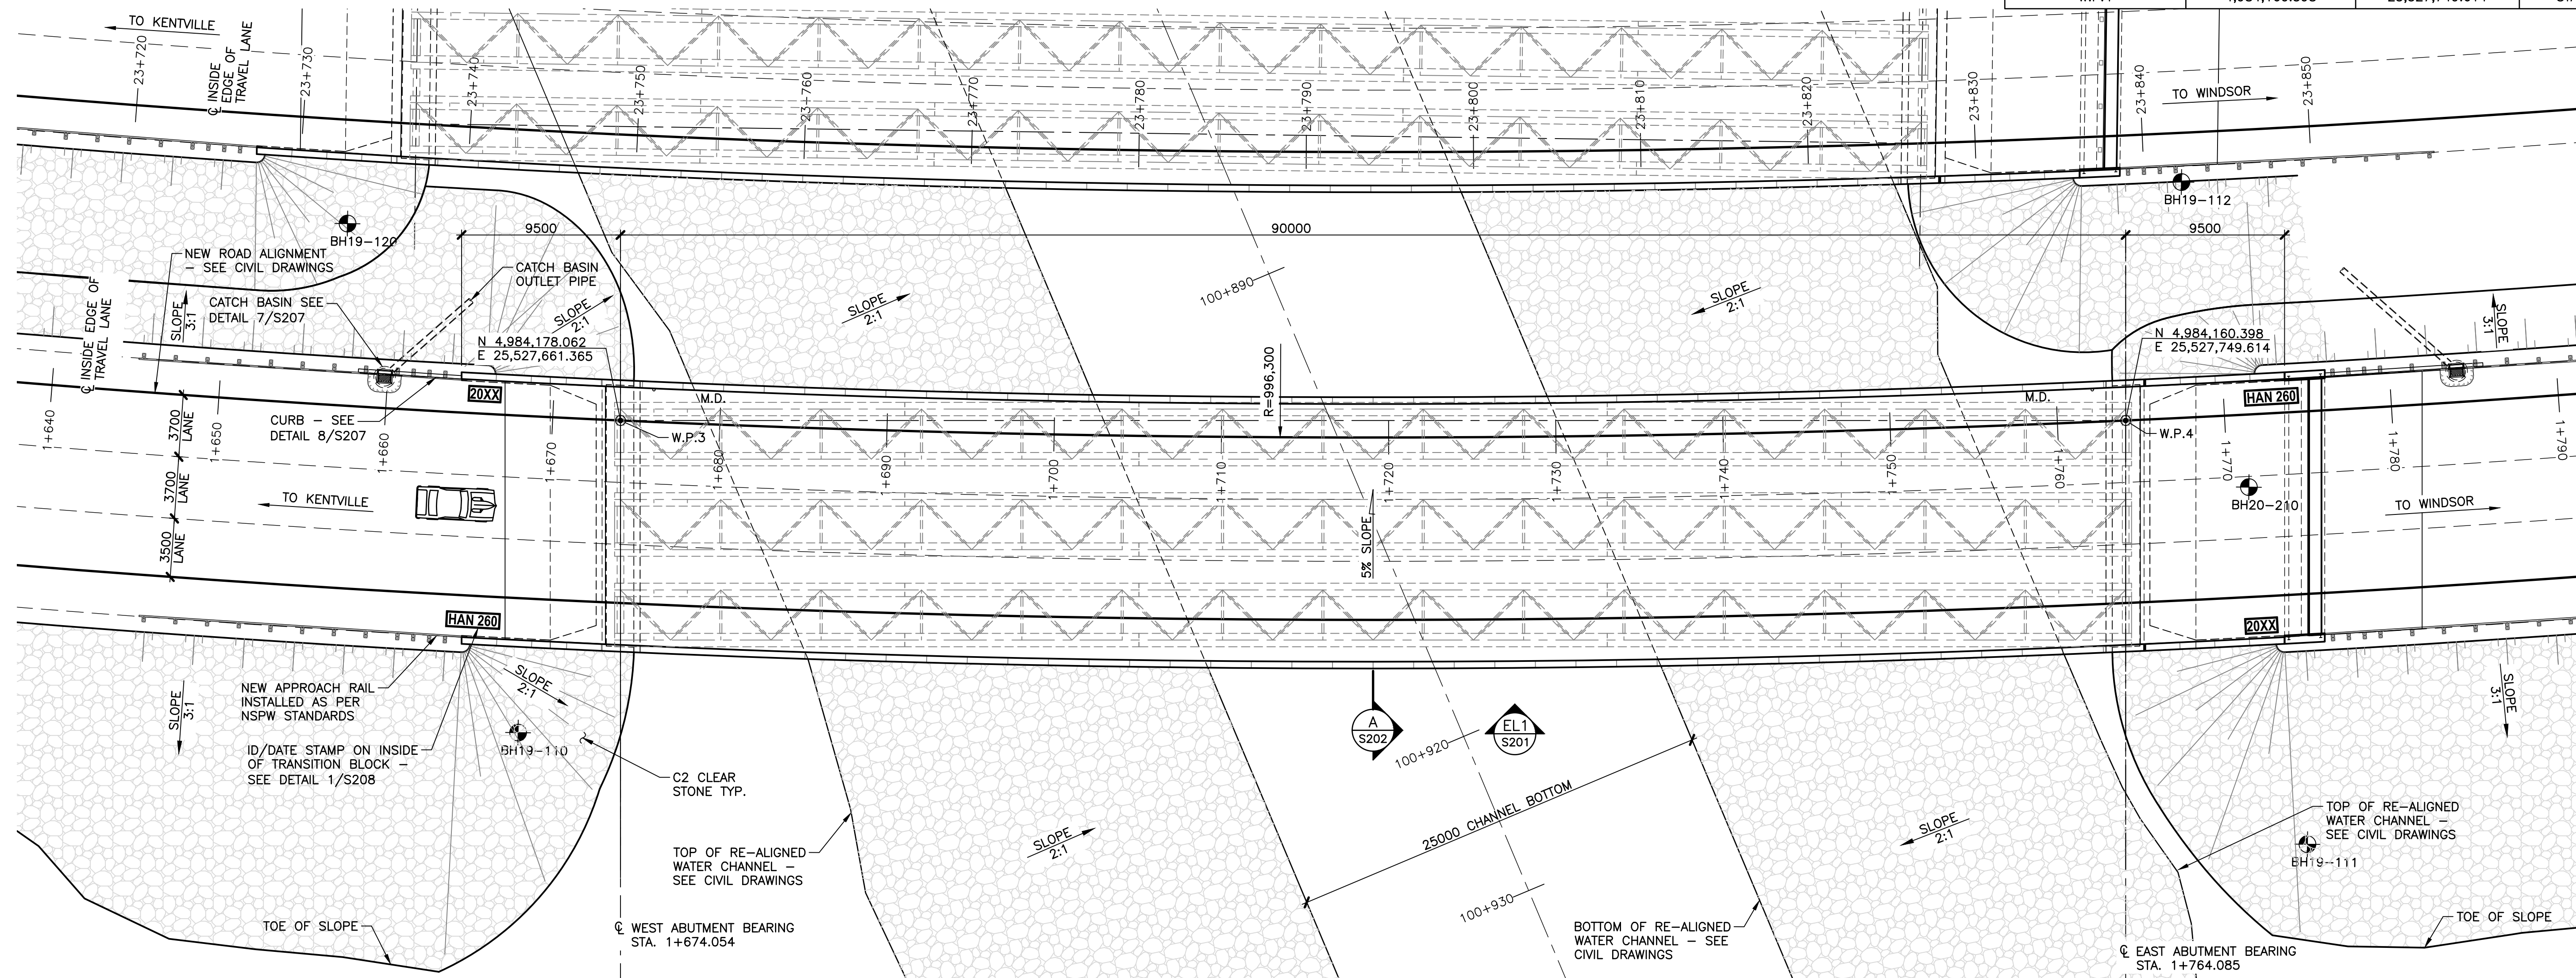 TO KENTVILLE
23+720
℄ INSIDE
EDGE OF
TRAVEL LANE
23+730
23+740
23+750
23+760
23+770
23+780
23+790
23+800
23+810
23+820
23+830
23+840
TO WINDSOR
23+850
BH19-120
BH19-112
9500
90000
9500
NEW ROAD ALIGNMENT
- SEE CIVIL DRAWINGS
CATCH BASIN
OUTLET PIPE
CATCH BASIN SEE
DETAIL 7/S207
SLOPE
3:1
℄ INSIDE EDGE OF
TRAVEL LANE
SLOPE
2:1
SLOPE
2:1
100+890
SLOPE
2:1
SLOPE
3:1
N 4,984,178.062
E 25,527,661.365
N 4,984,160.398
E 25,527,749.614
20XX
M.D.
R=996,300
M.D.
HAN 260
CURB - SEE
DETAIL 8/S207
W.P.3
W.P.4
1+640
3700
LANE
1+650
1+660
1+670
1+680
1+690
1+700
1+710
1+720
1+730
1+740
1+750
1+760
1+770
1+780
1+790
3700
LANE
TO KENTVILLE
3500
LANE
5% SLOPE
BH20-210
TO WINDSOR
HAN 260
20XX
NEW APPROACH RAIL
INSTALLED AS PER
NSPW STANDARDS
SLOPE
3:1
SLOPE
2:1
SLOPE
3:1
ID/DATE STAMP ON INSIDE
OF TRANSITION BLOCK -
SEE DETAIL 1/S208
BH19-110
C2 CLEAR
STONE TYP.
A
S202
EL1
S201
100+920
25000 CHANNEL BOTTOM
SLOPE
2:1
SLOPE
2:1
TOP OF RE-ALIGNED
WATER CHANNEL -
SEE CIVIL DRAWINGS
TOP OF RE-ALIGNED
WATER CHANNEL -
SEE CIVIL DRAWINGS
BH19-111
100+930
TOE OF SLOPE
℄ WEST ABUTMENT BEARING
STA. 1+674.054
BOTTOM OF RE-ALIGNED
WATER CHANNEL - SEE
CIVIL DRAWINGS
TOE OF SLOPE
℄ EAST ABUTMENT BEARING
STA. 1+764.085